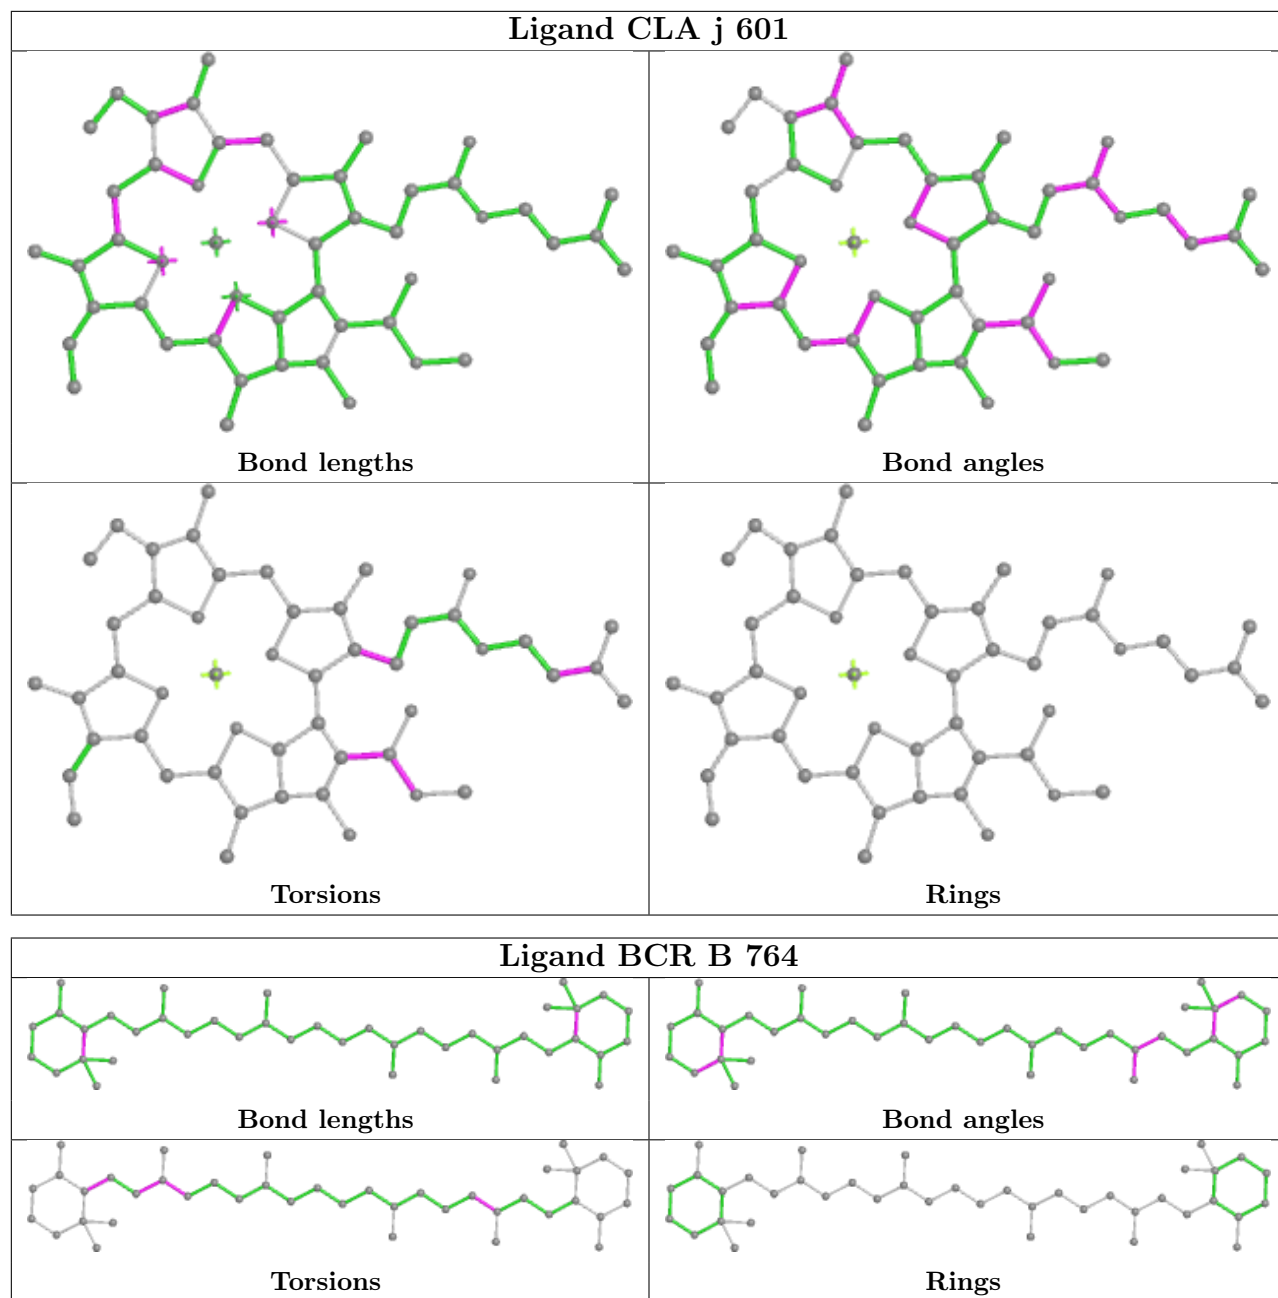 Ligand CLA j 601
Bond lengths
Bond angles
Torsions
Rings
Ligand BCR B 764
Bond lengths
Bond angles
Torsions
Rings